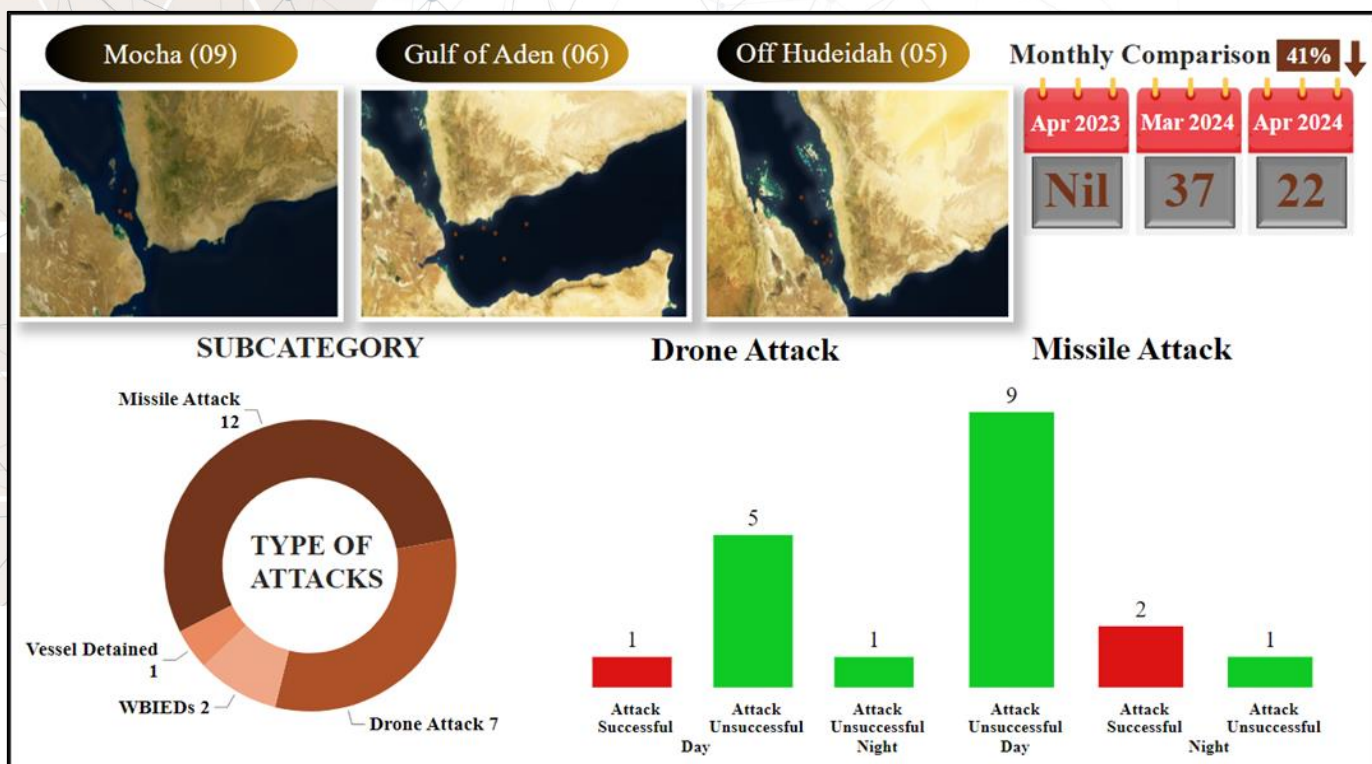 Mocha (09)
Gulf of Aden (06)
Off Hudeidah (05)
Monthly Comparison 41%
Apr 2023
Mar 2024
Apr 2024
Nil
37
22
SUBCATEGORY
Missile Attack
12
TYPE OF
ATTACKS
Vessel Detained
1
WBIEDs 2
Drone Attack 7
Drone Attack
1
5
1
Attack
Successful
Attack
Unsuccessful
Attack
Unsuccessful
Day
Night
Missile Attack
9
2
1
Attack
Unsuccessful
Attack
Successful
Attack
Unsuccessful
Day
Night